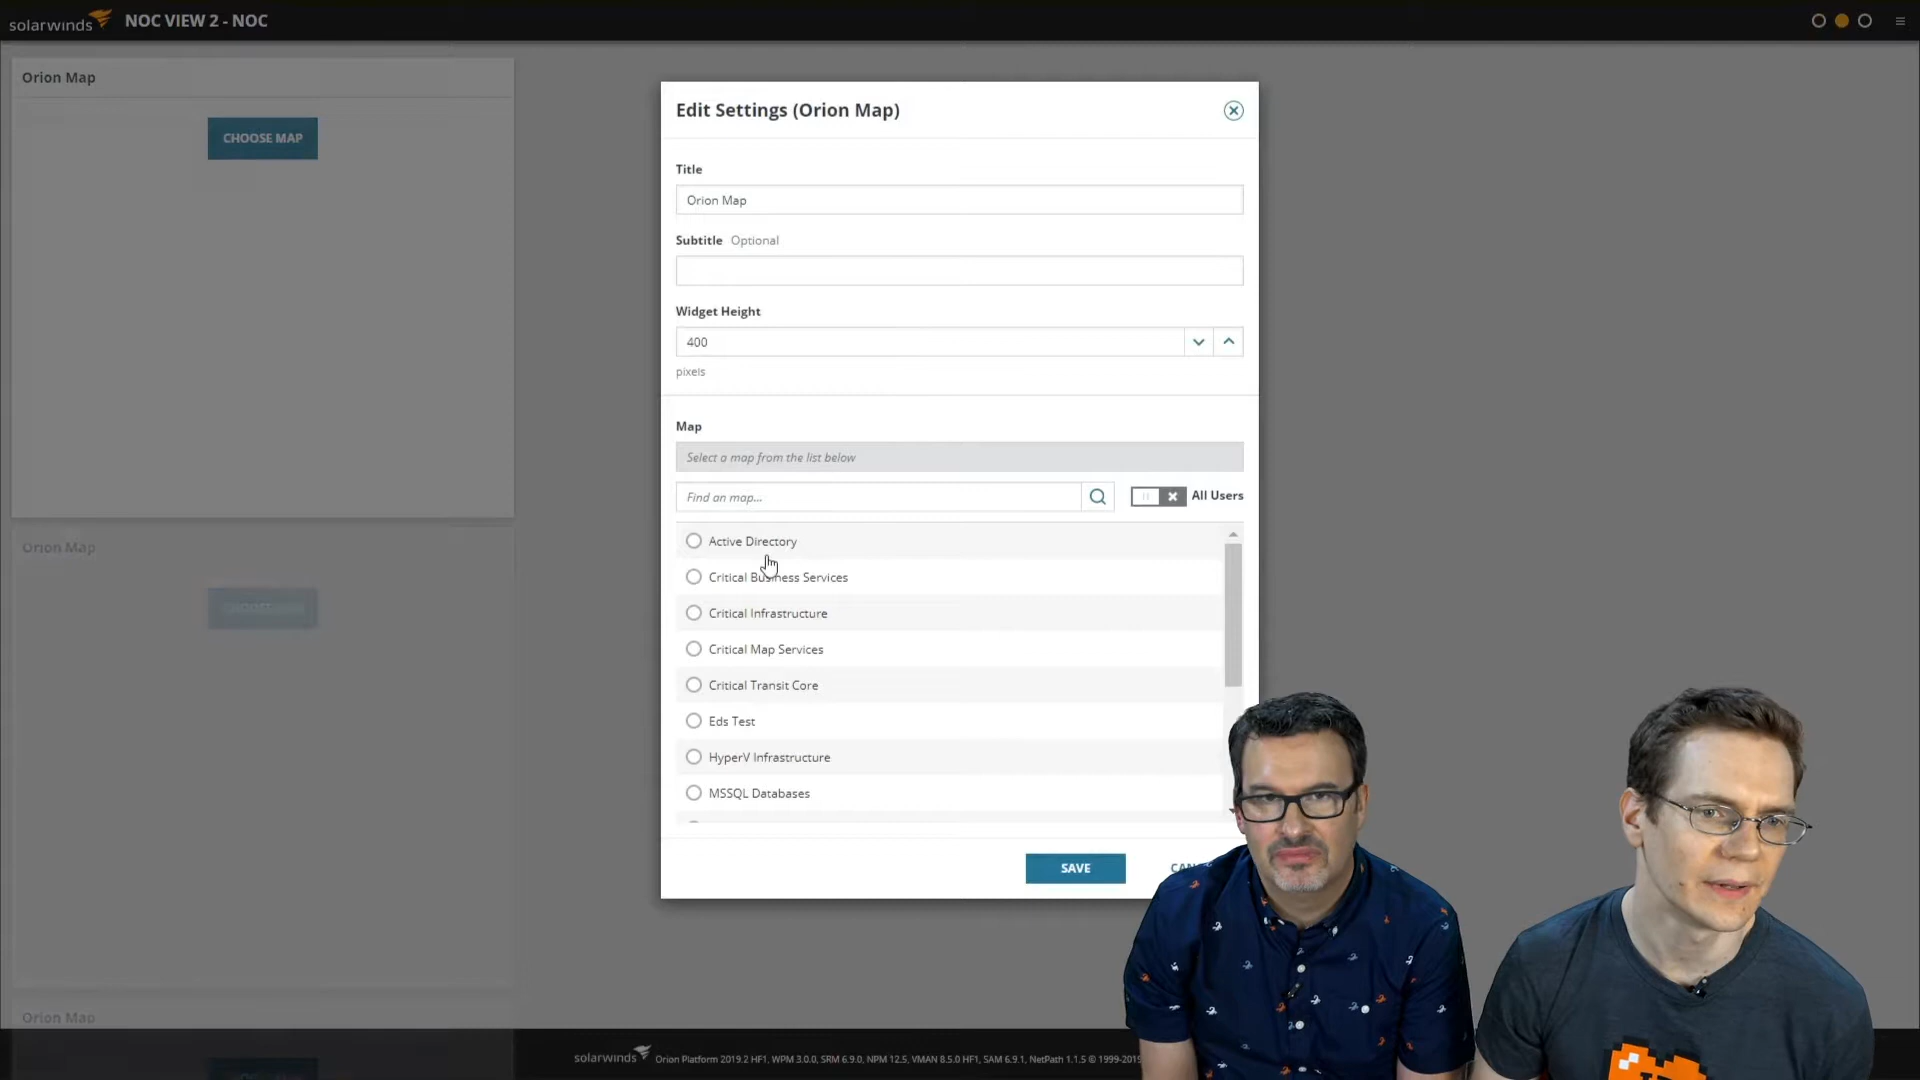 solarwinds NOC VIEW 2 - NOC
Orion Map
CHOOSE MAP
Orion Map
Orion Map
Edit Settings (Orion Map)
Title
Orion Map
Subtitle Optional
Widget Height
400
pixels
Map
Select a map from the list below
Find an map...
All Users
Active Directory
Critical Business Services
Critical Infrastructure
Critical Map Services
Critical Transit Core
Eds Test
HyperV Infrastructure
MSSQL Databases
SAVE
solarwinds Orion Platform 2019.2 HF1, WPM 3.0.0, SRM 6.9.0, NPM 12.5, VMAN 8.5.0 HF1, SAM 6.9.1, NetPath 1.1.5 © 1999-2019